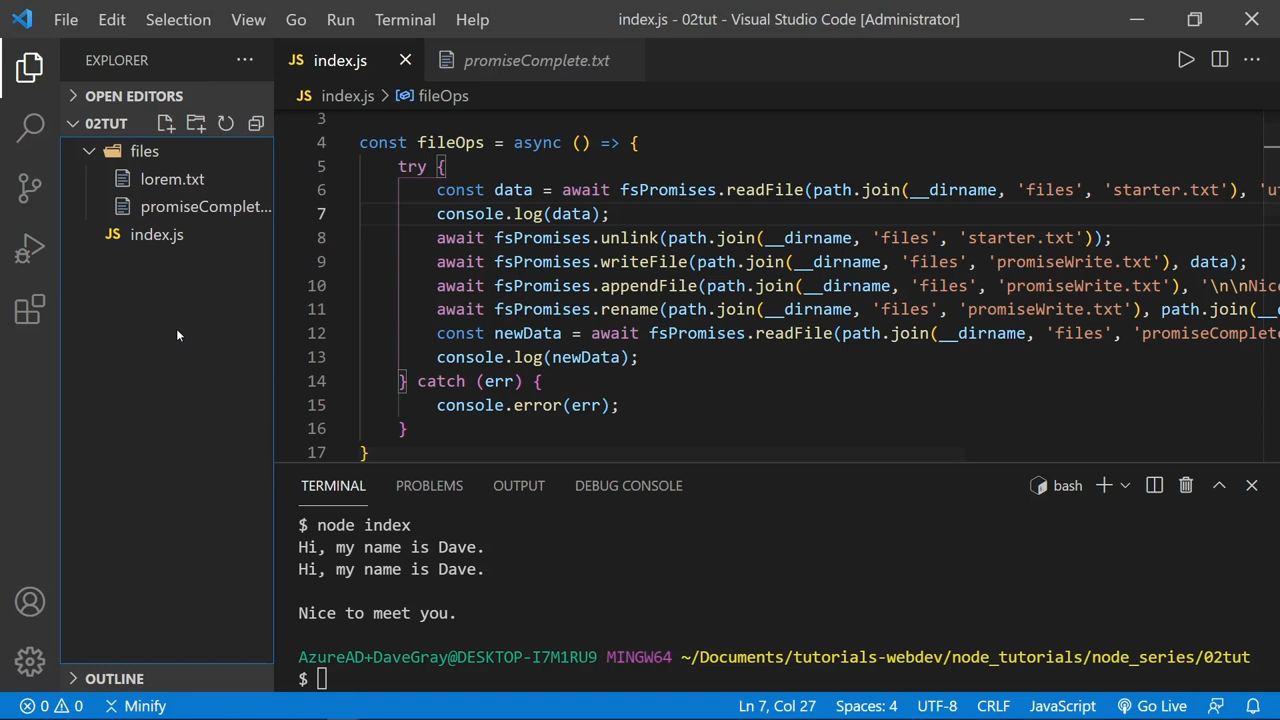 File Edit Selection View Go Run Terminal Help index.js - 02tut - Visual Studio Code [Administrator]
EXPLORER
OPEN EDITORS
02TUT
files
lorem.txt
promiseComplet...
JS index.js
OUTLINE
JS index.js promiseComplete.txt
JS index.js > fileOps
3
4 const fileOps = async () => {
5 try {
6 const data = await fsPromises.readFile(path.join(__dirname, 'files', 'starter.txt'), 'u
7 console.log(data);
8 await fsPromises.unlink(path.join(__dirname, 'files', 'starter.txt'));
9 await fsPromises.writeFile(path.join(__dirname, 'files', 'promiseWrite.txt'), data);
10 await fsPromises.appendFile(path.join(__dirname, 'files', 'promiseWrite.txt'), '\n\nNice
11 await fsPromises.rename(path.join(__dirname, 'files', 'promiseWrite.txt'), path.join(__
12 const newData = await fsPromises.readFile(path.join(__dirname, 'files', 'promiseComplete
13 console.log(newData);
14 } catch (err) {
15 console.error(err);
16 }
17 }
TERMINAL PROBLEMS OUTPUT DEBUG CONSOLE bash
$ node index
Hi, my name is Dave.
Hi, my name is Dave.
Nice to meet you.
AzureAD+DaveGray@DESKTOP-I7M1RU9 MINGW64 ~/Documents/tutorials-webdev/node_tutorials/node_series/02tut
$
0 0 Minify Ln 7, Col 27 Spaces: 4 UTF-8 CRLF JavaScript Go Live